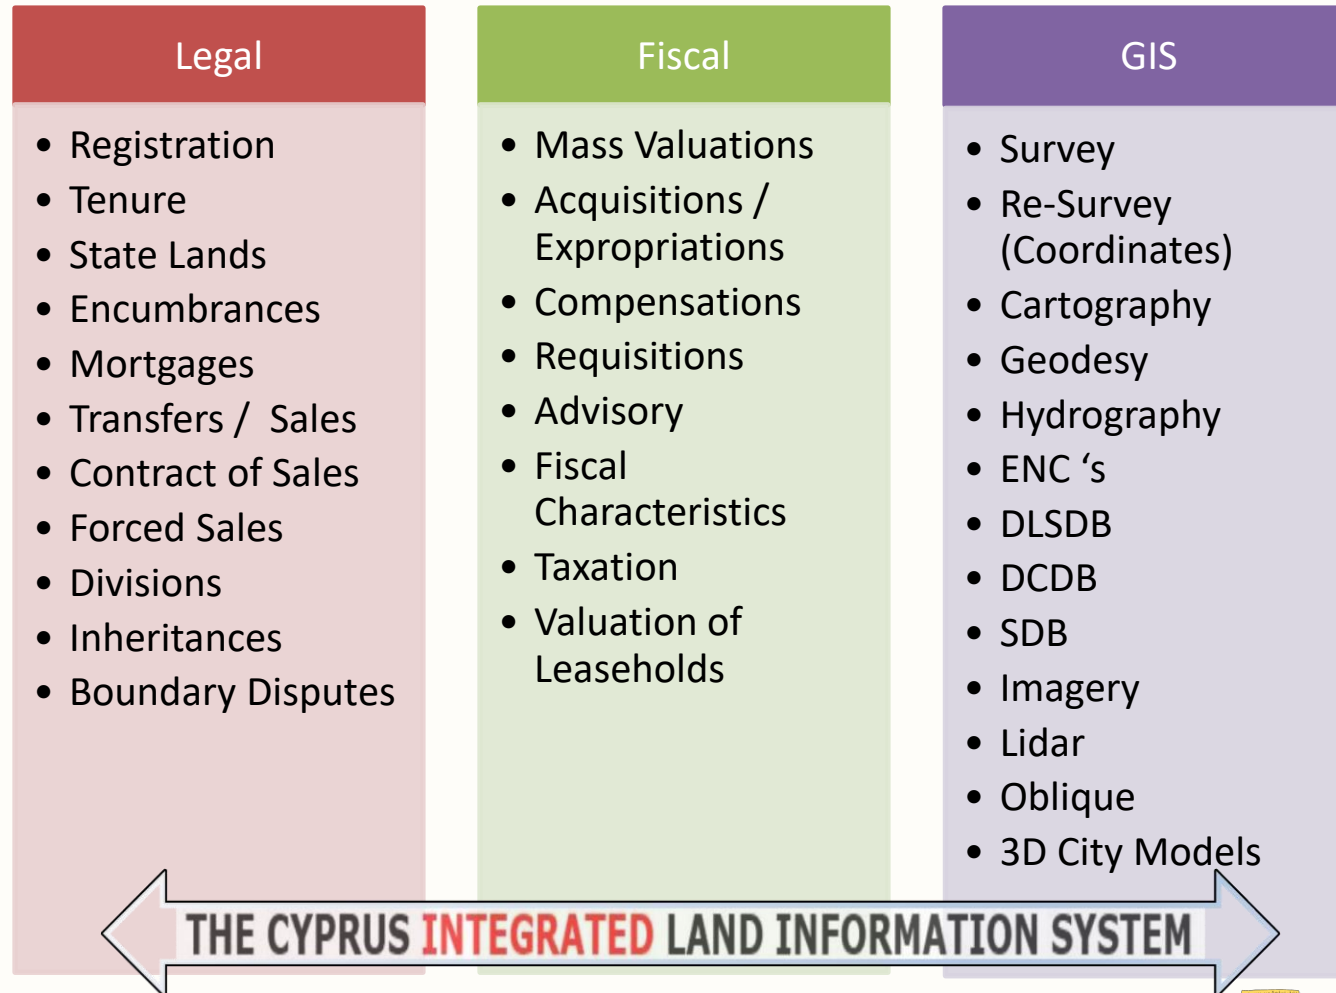 Legal
• Registration
• Tenure
• State Lands
• Encumbrances
• Mortgages
• Transfers /  Sales
• Contract of Sales
• Forced Sales
• Divisions
• Inheritances
• Boundary Disputes
Fiscal
• Mass Valuations
• Acquisitions /
Expropriations
• Compensations
• Requisitions
• Advisory
• Fiscal
Characteristics
• Taxation
• Valuation of
Leaseholds
GIS
• Survey
• Re-Survey
(Coordinates)
• Cartography
• Geodesy
• Hydrography
• ENC ‘s
• DLSDB
• DCDB
• SDB
• Imagery
• Lidar
• Oblique
• 3D City Models
THE CYPRUS INTEGRATED LAND INFORMATION SYSTEM